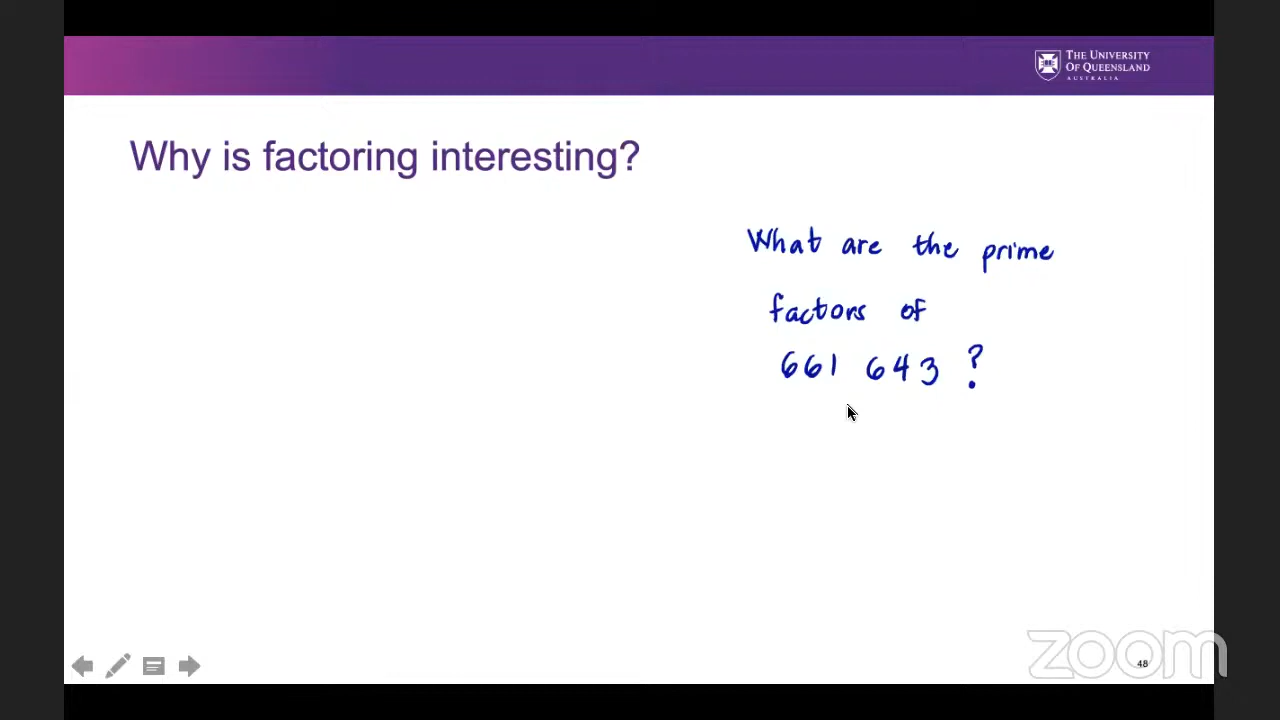 THE UNIVERSITY
OF QUEENSLAND
AUSTRALIA
Why is factoring interesting?
What are the prime
factors of
661 643 ?
zoom
48